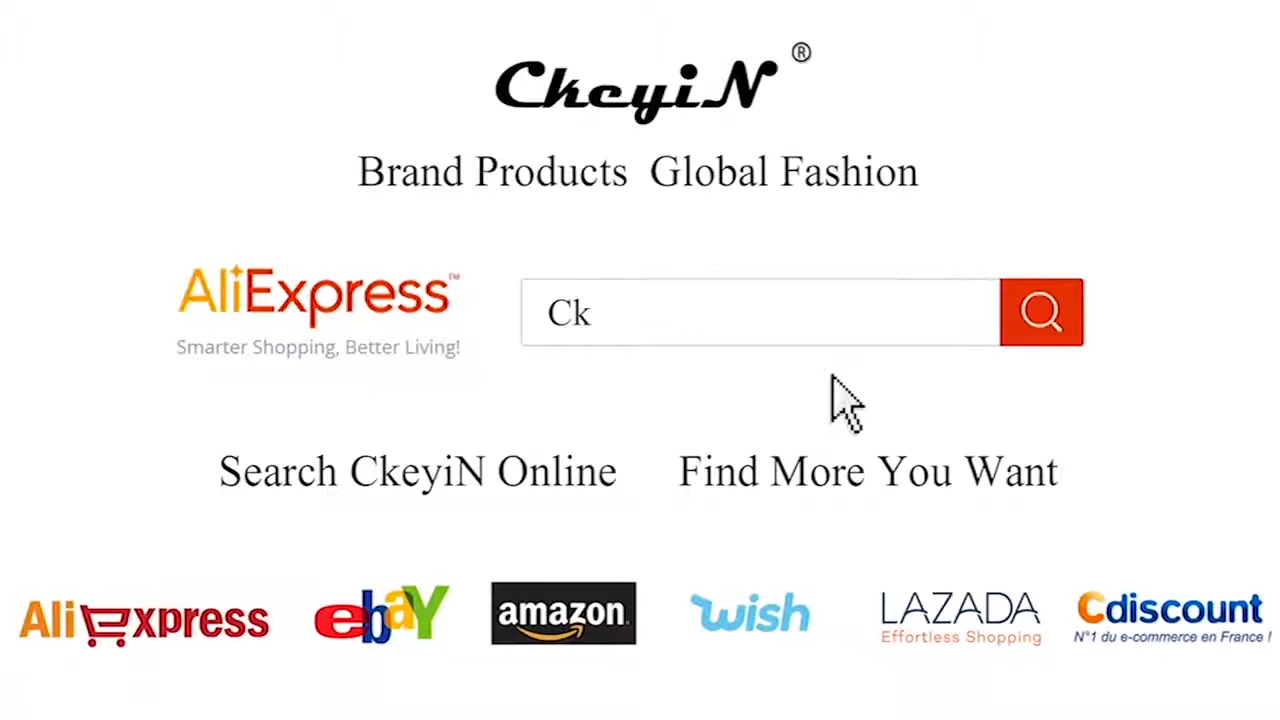 CkeyiN ®
Brand Products Global Fashion
AliExpress™
Smarter Shopping, Better Living!
Ck
Search CkeyiN Online Find More You Want
AliExpress
ebay
amazon
wish
LAZADA
Effortless Shopping
Cdiscount
N°1 du e-commerce en France !